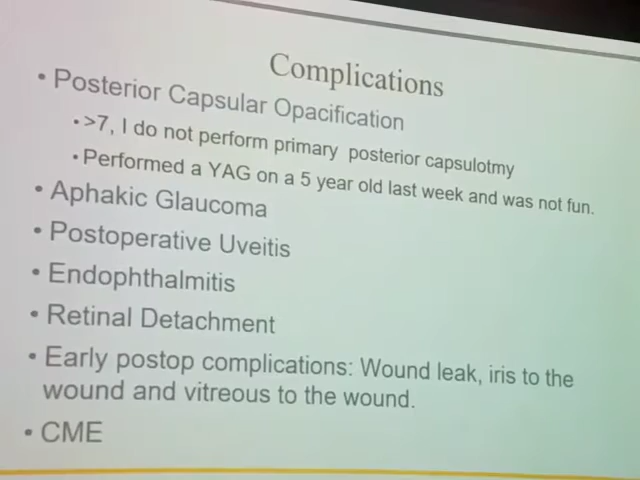 Complications
• Posterior Capsular Opacification
• >7, I do not perform primary posterior capsulotmy
• Performed a YAG on a 5 year old last week and was not fun.
• Aphakic Glaucoma
• Postoperative Uveitis
• Endophthalmitis
• Retinal Detachment
• Early postop complications: Wound leak, iris to the
wound and vitreous to the wound.
• CME